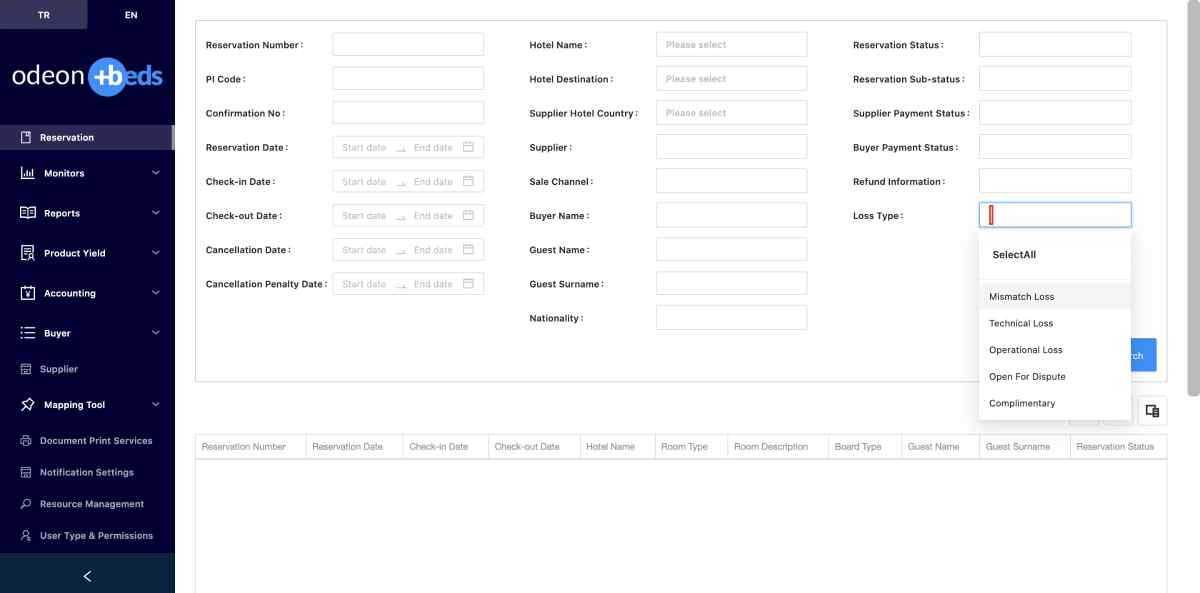 TR
EN
odeon +beds
Reservation
Monitors
Reports
Product Yield
Accounting
Buyer
Supplier
Mapping Tool
Document Print Services
Notification Settings
Resource Management
User Type & Permissions
Reservation Number :
PI Code :
Confirmation No :
Reservation Date : Start date End date
Check-in Date : Start date End date
Check-out Date : Start date End date
Cancellation Date : Start date End date
Cancellation Penalty Date : Start date End date
Hotel Name : Please select
Hotel Destination : Please select
Supplier Hotel Country : Please select
Supplier :
Sale Channel :
Buyer Name :
Guest Name :
Guest Surname :
Nationality :
Reservation Status :
Reservation Sub-status :
Supplier Payment Status :
Buyer Payment Status :
Refund Information :
Loss Type :
SelectAll
Mismatch Loss
Technical Loss
Operational Loss
Open For Dispute
Complimentary
Reservation Number Reservation Date Check-in Date Check-out Date Hotel Name Room Type Room Description Board Type Guest Name Guest Surname Reservation Status